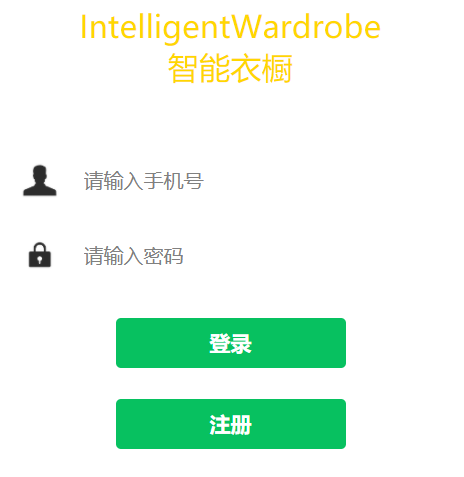 IntelligentWardrobe
智能衣橱
请输入手机号
请输入密码
登录
注册